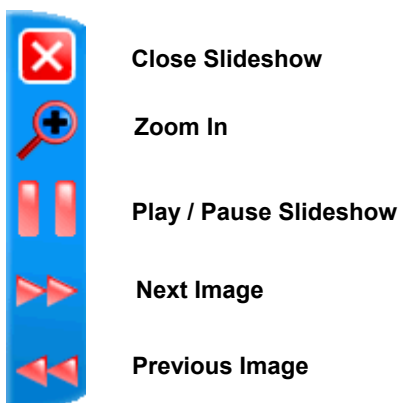 Close Slideshow
Zoom In
Play / Pause Slideshow
Next Image
Previous Image